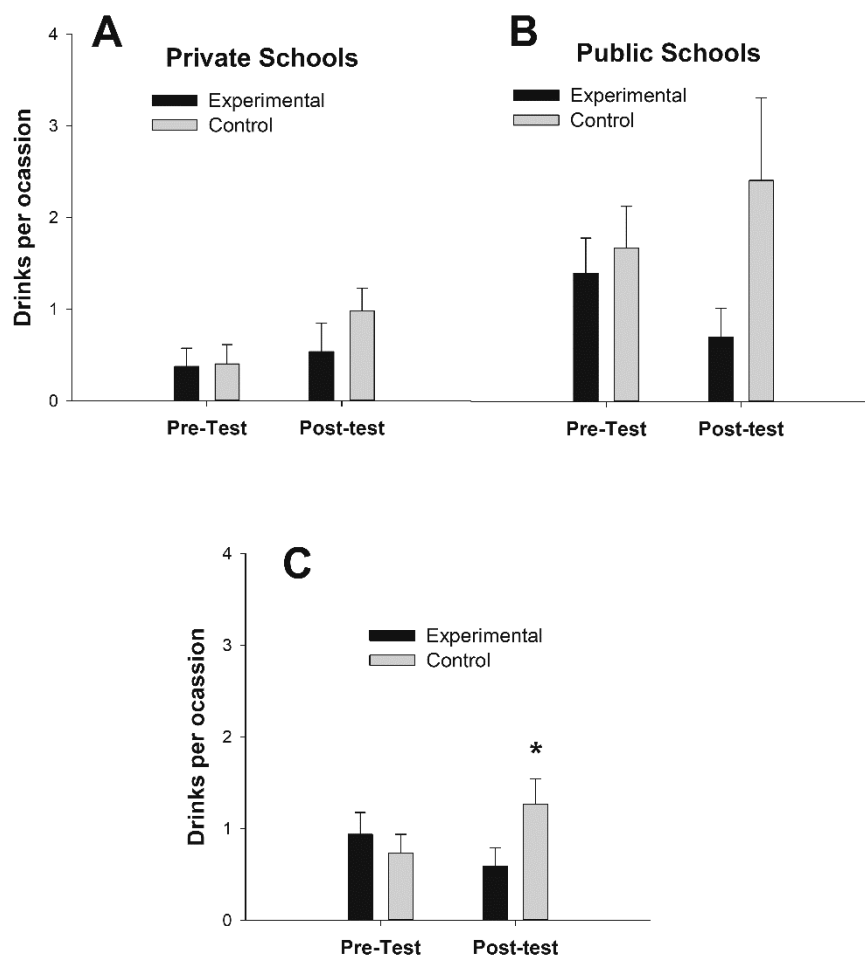 A
Private Schools
Experimental
Control
Drinks per ocassion
4
3
2
1
0
Pre-Test
Post-test
B
Public Schools
Experimental
Control
Pre-Test
Post-test
C
Experimental
Control
Drinks per ocassion
4
3
2
1
0
*
Pre-Test
Post-test